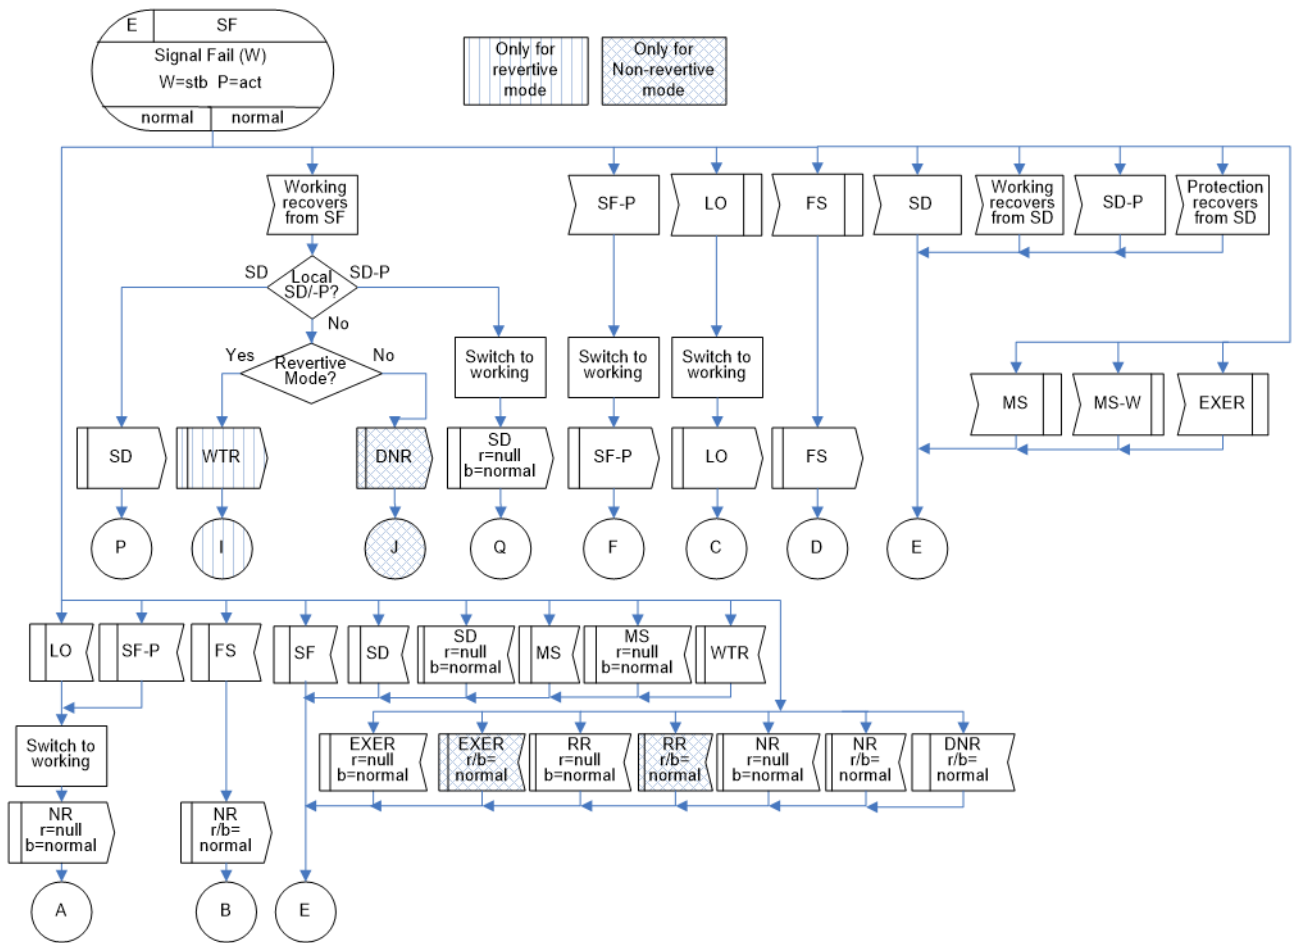 E
SF
Signal Fail (W)
W=stb P=act
normal
normal
Only for
revertive
mode
Only for
Non-revertive
mode
Working
recovers
from SF
SF-P
LO
FS
SD
Working
recovers
from SD
SD-P
Protection
recovers
from SD
SD
Local
SD/-P?
SD-P
No
Yes
Revertive
Mode?
No
Switch to
working
Switch to
working
Switch to
working
MS
MS-W
EXER
SD
WTR
DNR
SD
r=null
b=normal
SF-P
LO
FS
P
I
J
Q
F
C
D
E
LO
SF-P
FS
SF
SD
SD
r=null
b=normal
MS
MS
r=null
b=normal
WTR
Switch to
working
EXER
r=null
b=normal
EXER
r/b=
normal
RR
r=null
b=normal
RR
r/b=
normal
NR
r=null
b=normal
NR
r/b=
normal
DNR
r/b=
normal
NR
r=null
b=normal
NR
r/b=
normal
A
B
E